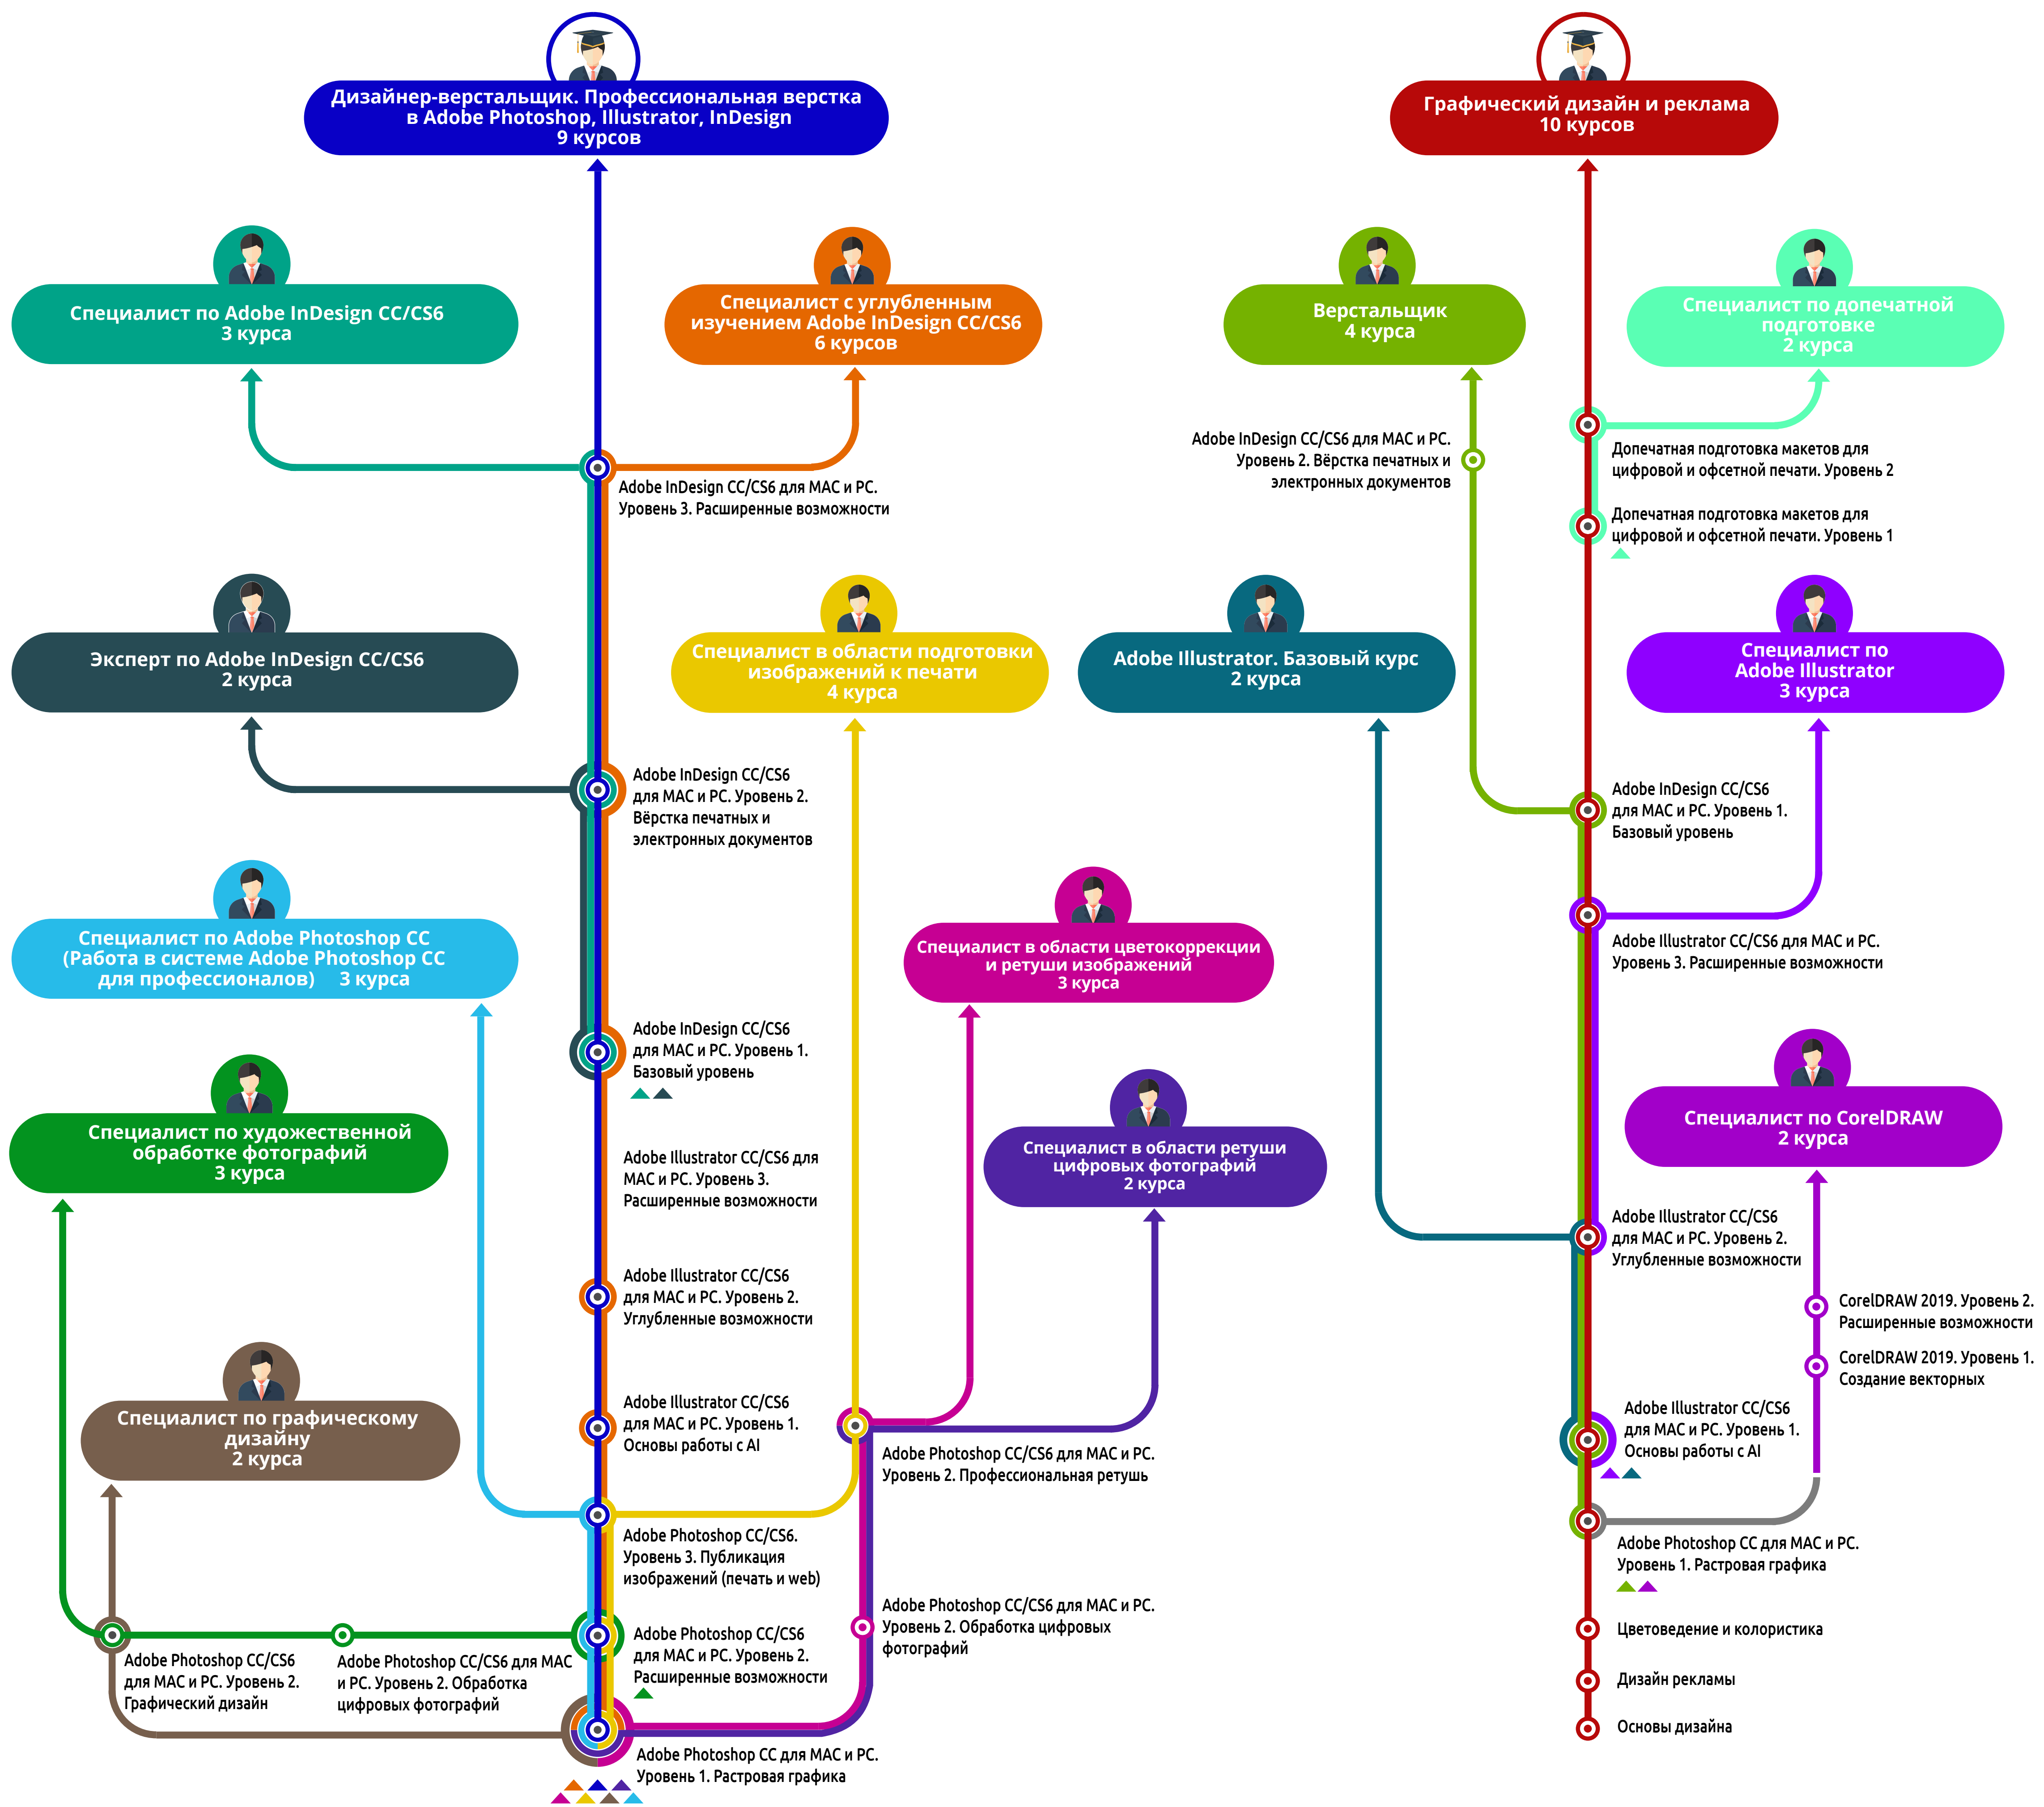 Дизайнер-верстальщик. Профессиональная верстка
в Adobe Photoshop, Illustrator, InDesign
9 курсов
Графический дизайн и реклама
10 курсов
Специалист по Adobe InDesign CC/CS6
3 курса
Специалист с углубленным
изучением Adobe InDesign CC/CS6
6 курсов
Верстальщик
4 курса
Специалист по допечатной
подготовке
2 курса
Adobe InDesign CC/CS6 для MAC и PC.
Уровень 3. Расширенные возможности
Adobe InDesign CC/CS6 для MAC и PC.
Уровень 2. Вёрстка печатных и
электронных документов
Допечатная подготовка макетов для
цифровой и офсетной печати. Уровень 2
Допечатная подготовка макетов для
цифровой и офсетной печати. Уровень 1
Эксперт по Adobe InDesign CC/CS6
2 курса
Специалист в области подготовки
изображений к печати
4 курса
Adobe Illustrator. Базовый курс
2 курса
Специалист по
Adobe Illustrator
3 курса
Adobe InDesign CC/CS6
для MAC и PC. Уровень 2.
Вёрстка печатных и
электронных документов
Adobe InDesign CC/CS6
для MAC и PC. Уровень 1.
Базовый уровень
Специалист по Adobe Photoshop CC
(Работа в системе Adobe Photoshop CC
для профессионалов) 3 курса
Специалист в области цветокоррекции
и ретуши изображений
3 курса
Adobe Illustrator CC/CS6 для MAC и PC.
Уровень 3. Расширенные возможности
Adobe InDesign CC/CS6
для MAC и PC. Уровень 1.
Базовый уровень
Специалист по художественной
обработке фотографий
3 курса
Adobe Illustrator CC/CS6 для
MAC и PC. Уровень 3.
Расширенные возможности
Специалист в области ретуши
цифровых фотографий
2 курса
Специалист по CorelDRAW
2 курса
Adobe Illustrator CC/CS6
для MAC и PC. Уровень 2.
Углубленные возможности
Adobe Illustrator CC/CS6
для MAC и PC. Уровень 2.
Углубленные возможности
CorelDRAW 2019. Уровень 2.
Расширенные возможности
CorelDRAW 2019. Уровень 1.
Создание векторных
Специалист по графическому
дизайну
2 курса
Adobe Illustrator CC/CS6
для MAC и PC. Уровень 1.
Основы работы с AI
Adobe Photoshop CC/CS6 для MAC и PC.
Уровень 2. Профессиональная ретушь
Adobe Illustrator CC/CS6
для MAC и PC. Уровень 1.
Основы работы с AI
Adobe Photoshop CC/CS6.
Уровень 3. Публикация
изображений (печать и web)
Adobe Photoshop CC для MAC и PC.
Уровень 1. Растровая графика
Adobe Photoshop CC/CS6 для MAC и PC.
Уровень 2. Обработка цифровых
фотографий
Цветоведение и колористика
Adobe Photoshop CC/CS6
для MAC и PC. Уровень 2.
Графический дизайн
Adobe Photoshop CC/CS6 для MAC
и PC. Уровень 2. Обработка
цифровых фотографий
Adobe Photoshop CC/CS6
для MAC и PC. Уровень 2.
Расширенные возможности
Дизайн рекламы
Основы дизайна
Adobe Photoshop CC для MAC и PC.
Уровень 1. Растровая графика